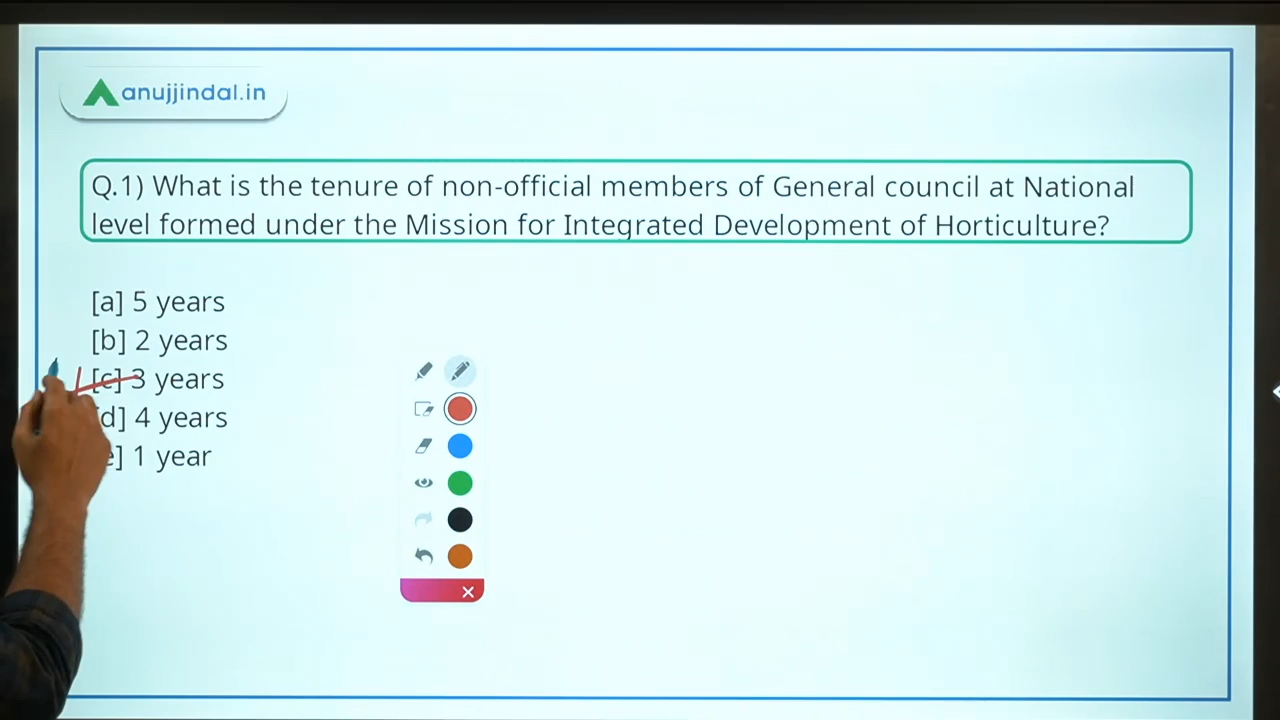 anujjindal.in
Q.1) What is the tenure of non-official members of General council at National
level formed under the Mission for Integrated Development of Horticulture?
[a] 5 years
[b] 2 years
[c] 3 years
d] 4 years
e] 1 year